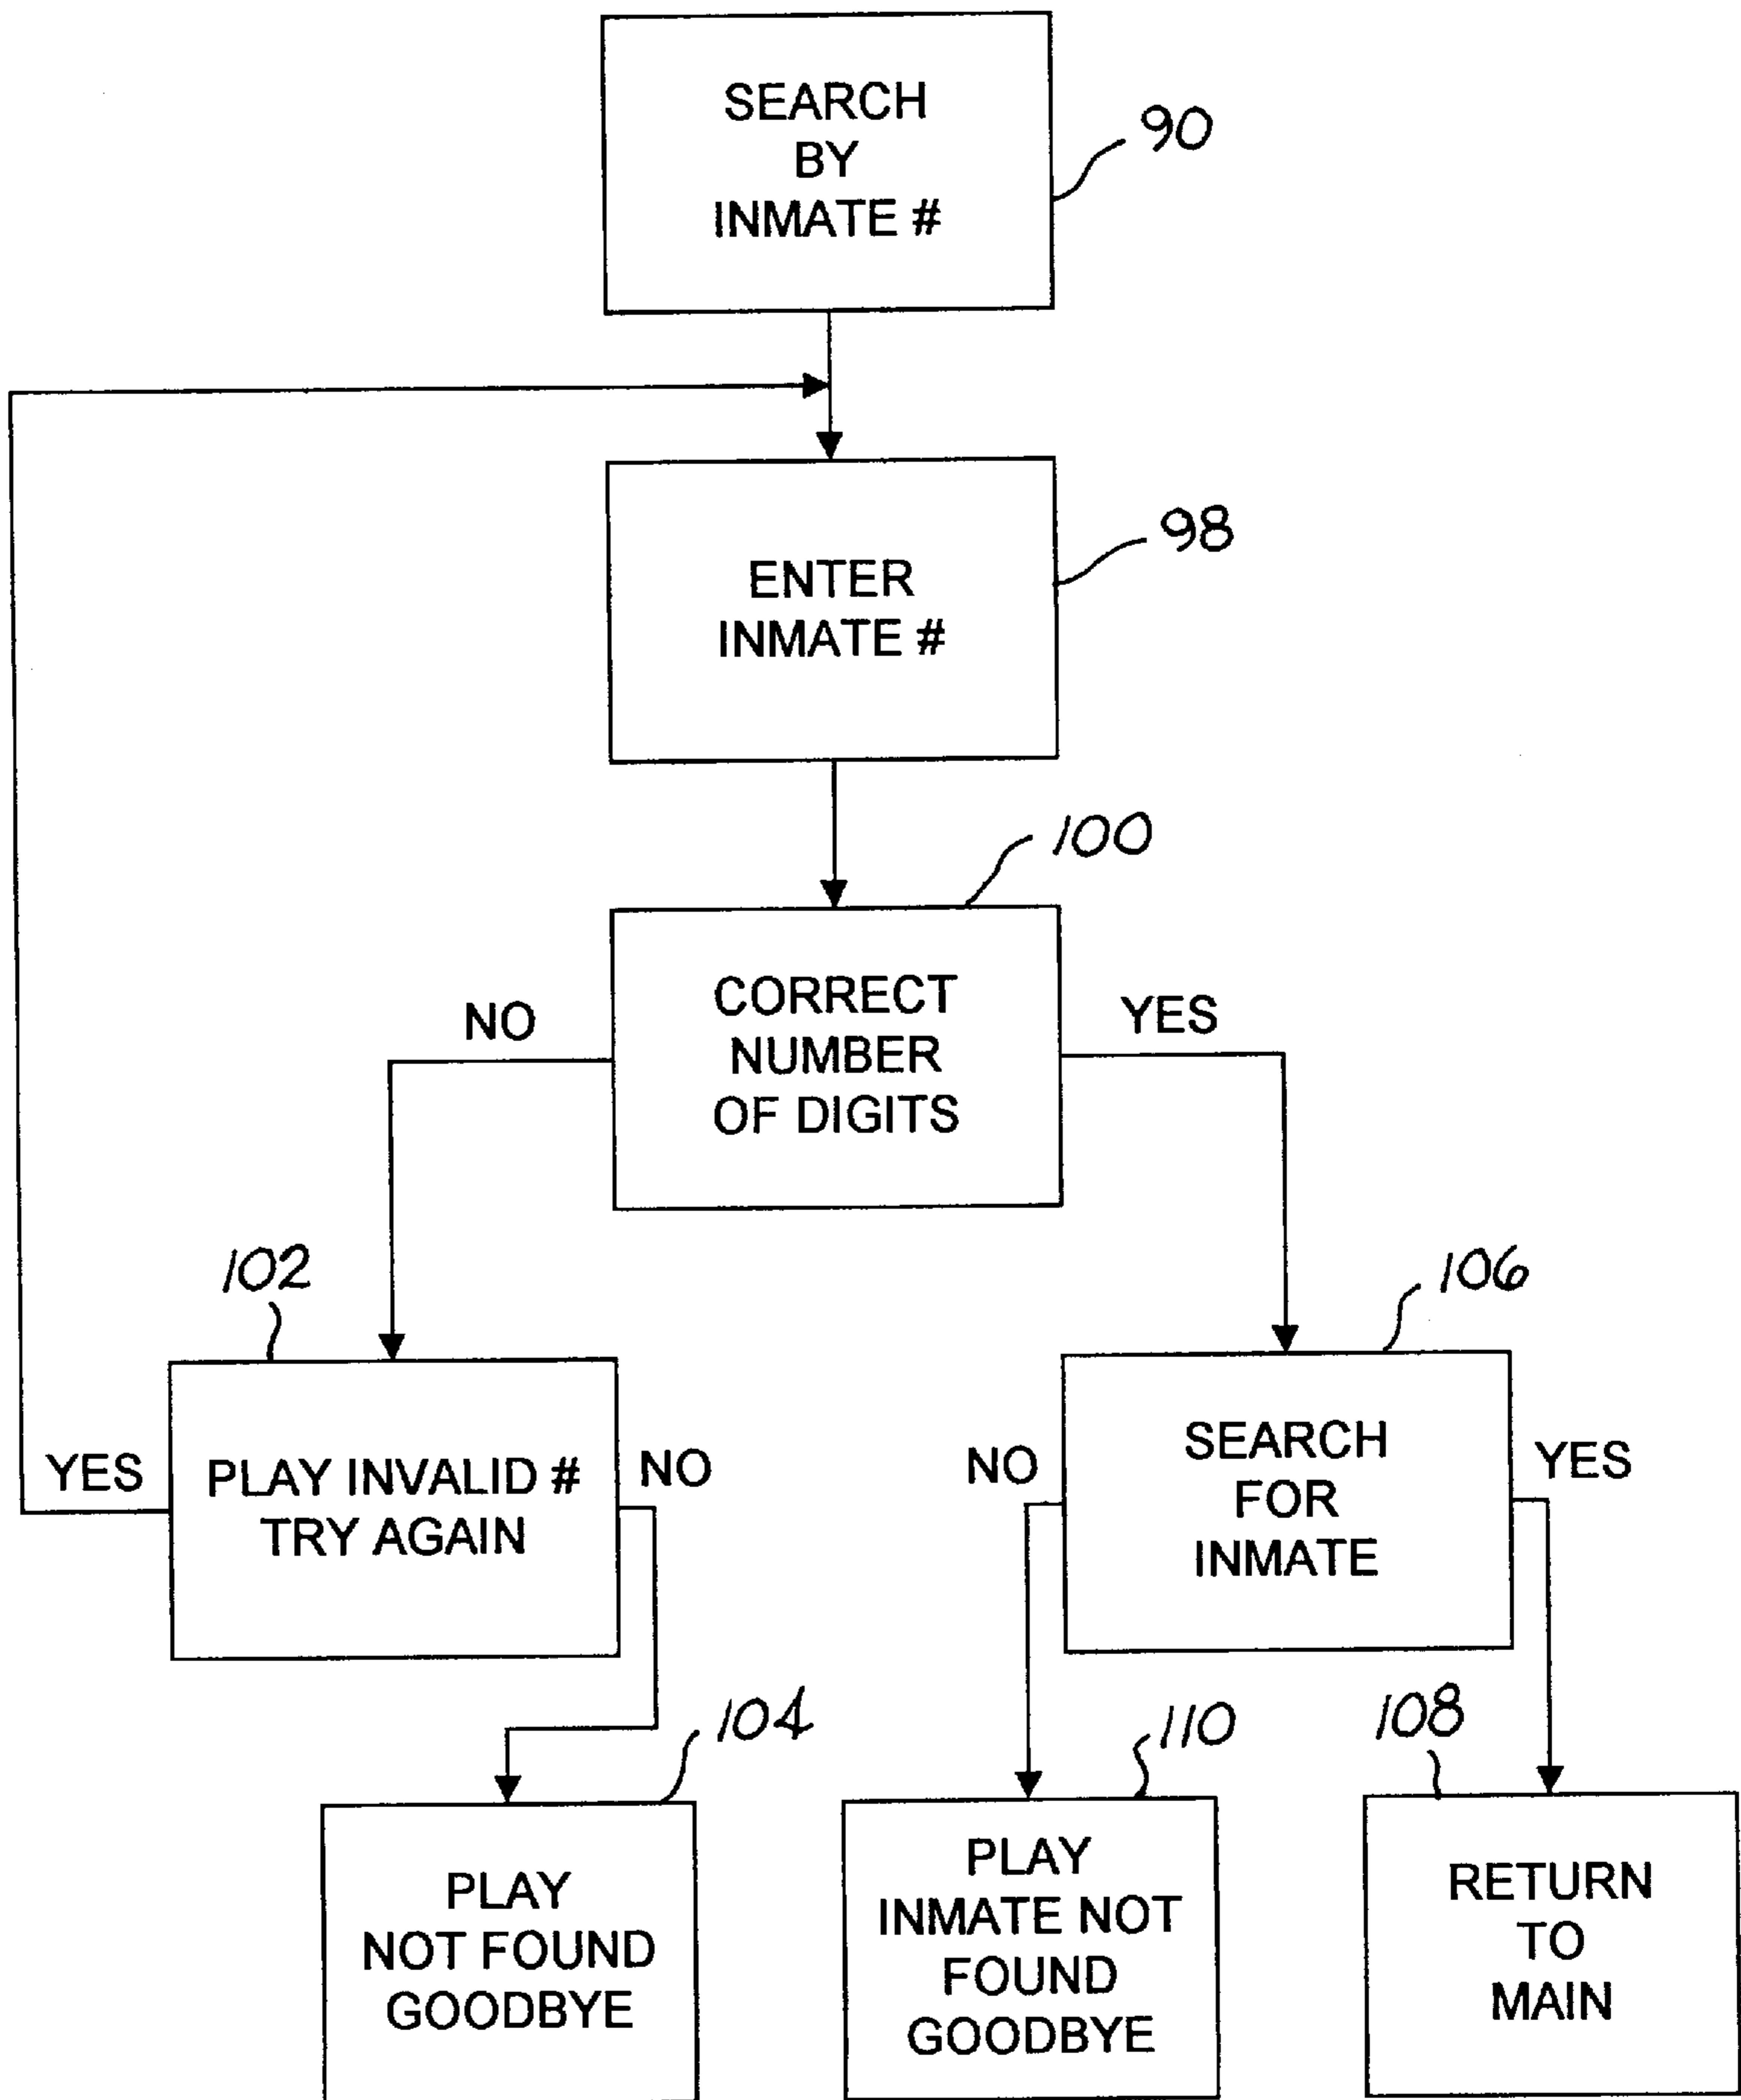 SEARCH
BY
INMATE #
90
ENTER
INMATE #
98
100
CORRECT
NUMBER
OF DIGITS
NO
YES
102
106
YES
PLAY INVALID #
TRY AGAIN
NO
NO
SEARCH
FOR
INMATE
YES
104
110
108
PLAY
NOT FOUND
GOODBYE
PLAY
INMATE NOT
FOUND
GOODBYE
RETURN
TO
MAIN